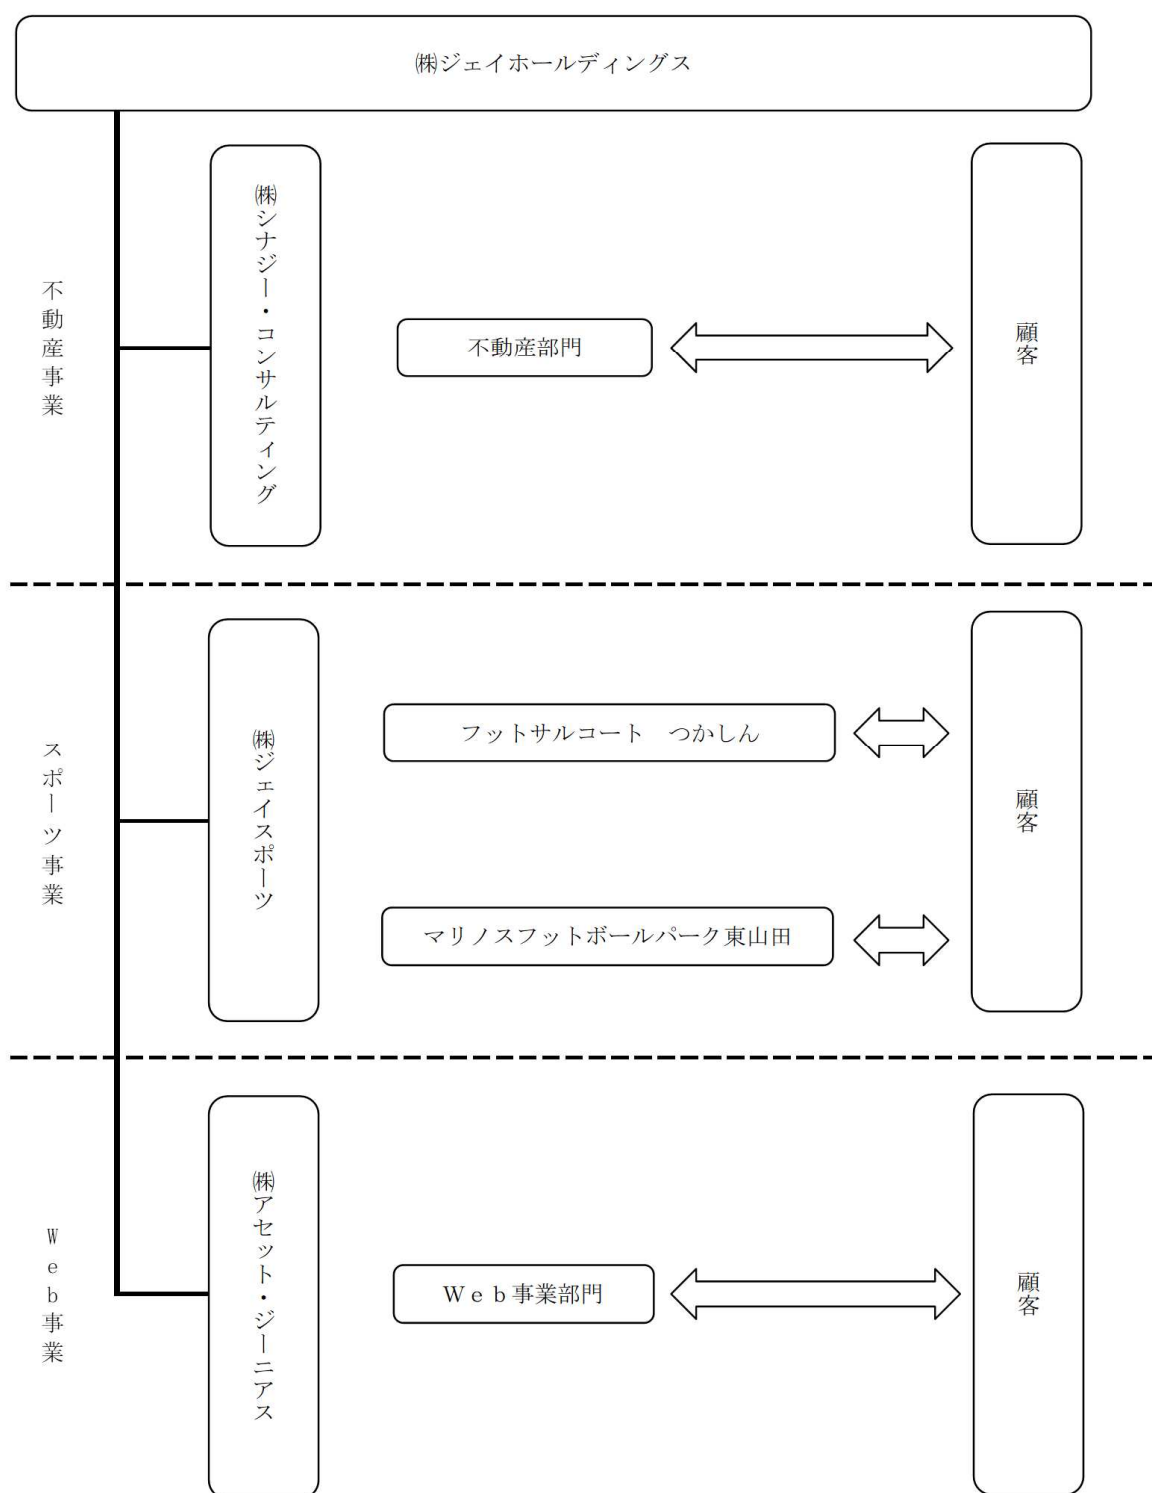 ㈱ジェイホールディングス
不動産事業
㈱シナジー・コンサルティング
不動産部門
顧客
スポーツ事業
㈱ジェイスポーツ
フットサルコート　つかしん
マリノスフットボールパーク東山田
顧客
Ｗｅｂ事業
㈱アセット・ジーニアス
Ｗｅｂ事業部門
顧客